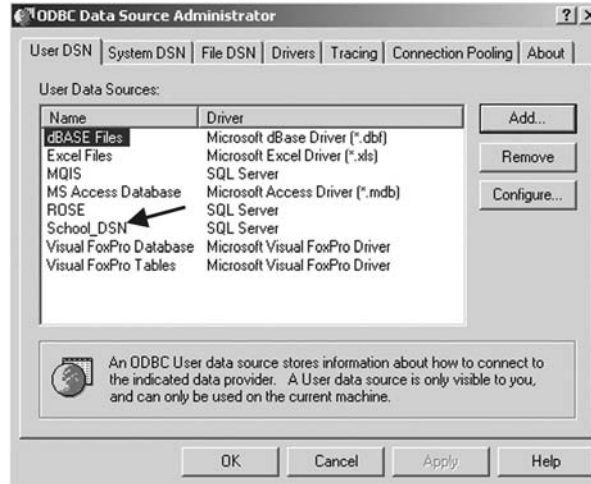 ODBC Data Source Administrator
User DSN System DSN File DSN Drivers Tracing Connection Pooling About
User Data Sources:
Name Driver
dBASE Files Microsoft dBase Driver (*.dbf)
Excel Files Microsoft Excel Driver (*.xls)
MQIS SQL Server
MS Access Database Microsoft Access Driver (*.mdb)
ROSE SQL Server
School_DSN SQL Server
Visual FoxPro Database Microsoft Visual FoxPro Driver
Visual FoxPro Tables Microsoft Visual FoxPro Driver
Add...
Remove
Configure...
An ODBC User data source stores information about how to connect to
the indicated data provider. A User data source is only visible to you,
and can only be used on the current machine.
OK Cancel Apply Help